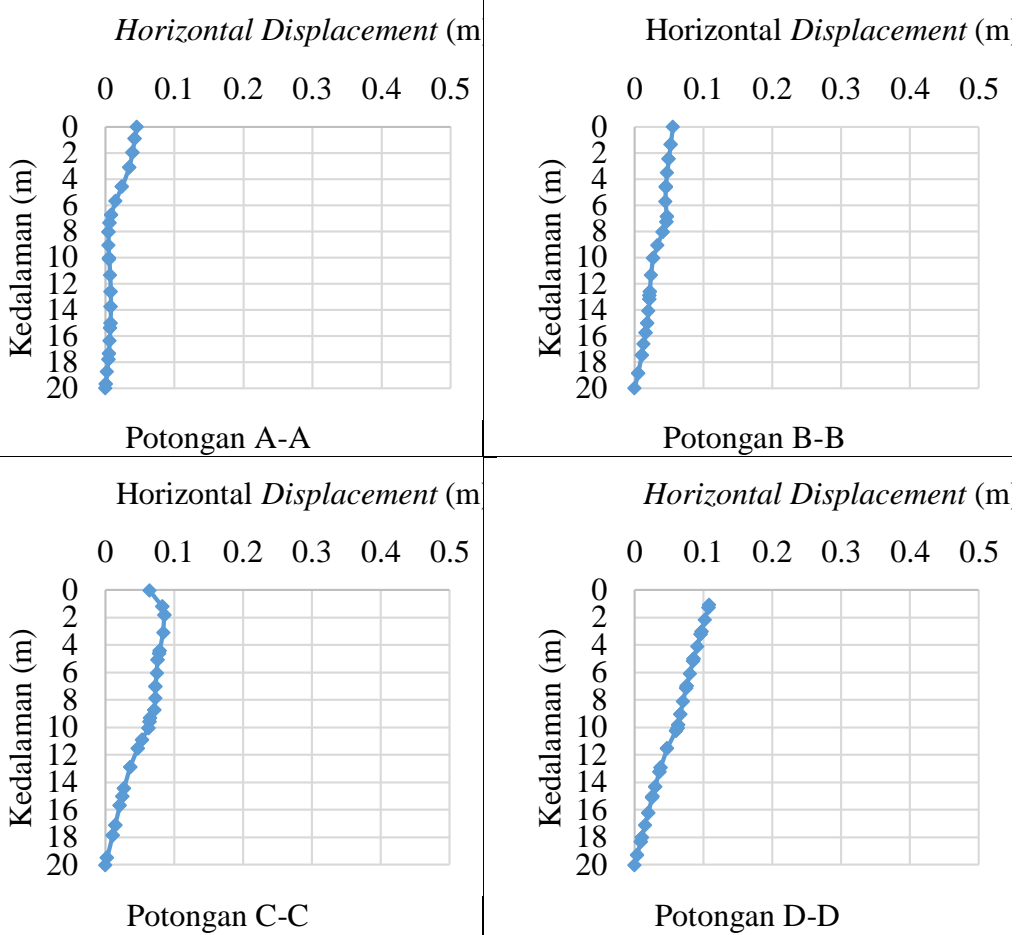 Horizontal Displacement (m
0 0.1 0.2 0.3 0.4 0.5
0
2
4
6
8
10
12
14
16
18
20
Kedalaman (m)
Potongan A-A
Horizontal Displacement (m
0 0.1 0.2 0.3 0.4 0.5
0
2
4
6
8
10
12
14
16
18
20
Kedalaman (m)
Potongan B-B
Horizontal Displacement (m
0 0.1 0.2 0.3 0.4 0.5
0
2
4
6
8
10
12
14
16
18
20
Kedalaman (m)
Potongan C-C
Horizontal Displacement (m)
0 0.1 0.2 0.3 0.4 0.5
0
2
4
6
8
10
12
14
16
18
20
Kedalaman (m)
Potongan D-D